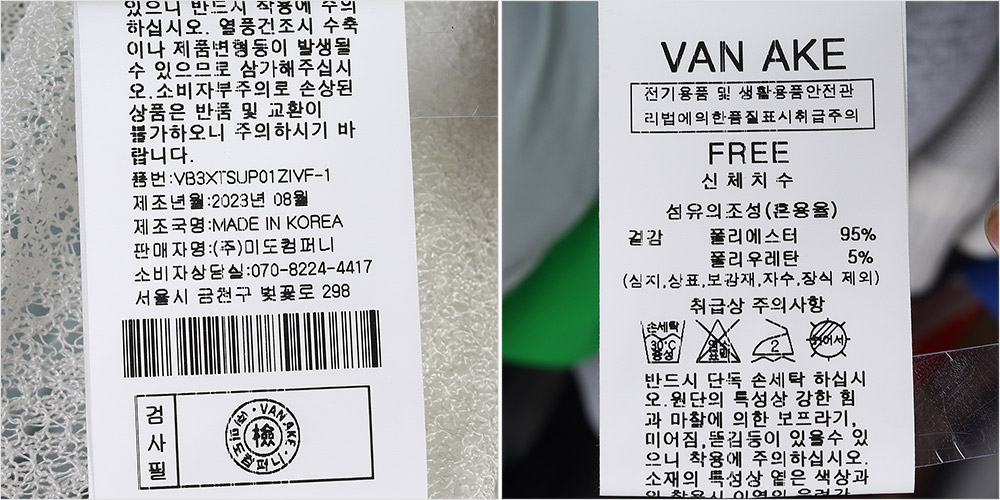 있으니 반드시 착용에 주의
하십시오. 열풍건조시 수축
이나 제품변형등이 발생될
수 있으므로 삼가해주십시
오.소비자부주의로 손상된
상품은 반품 및 교환이
불가하오니 주의하시기 바
랍니다.
품번:VB3XTSUP01ZIVF-1
제조년월:2023년 08월
제조국명:MADE IN KOREA
판매자명:(주)미도컴퍼니
소비자상담실:070-8224-4417
서울시 금천구 벚꽃로 298
검사필
VAN AKE
(주)미도컴퍼니
檢
VAN AKE
전기용품 및 생활용품안전관
리법에의한품질표시취급주의
FREE
신체치수
섬유의조성(혼용율)
겉감 폴리에스터 95%
폴리우레탄 5%
(심지,상표,보강재,자수,장식 제외)
취급상 주의사항
손세탁
30°C
중성
염소
표백
2
드라이
반드시 단독 손세탁 하십시
오.원단의 특성상 강한 힘
과 마찰에 의한 보프라기,
미어짐,뜯김등이 있을수 있
으니 착용에 주의하십시오.
소재의 특성상 옅은 색상과